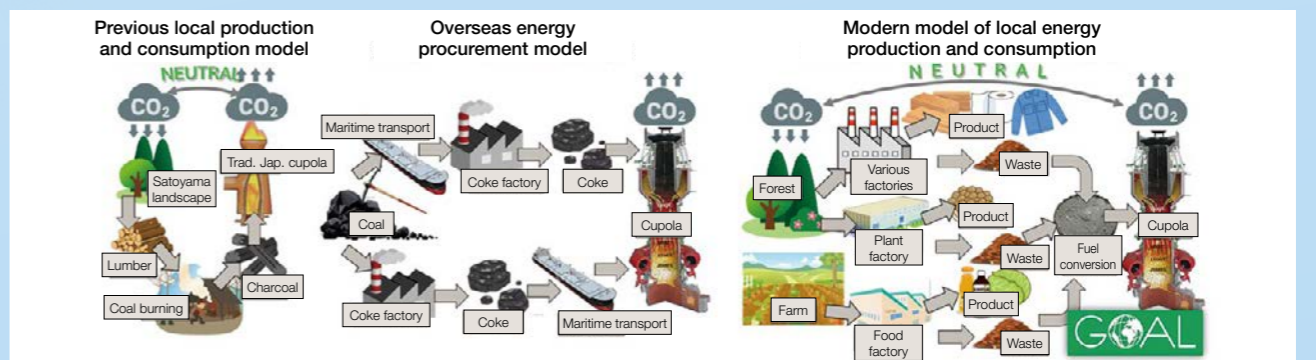 Previous local production
and consumption model
NEUTRAL
CO₂
CO₂
Trad. Jap. cupola
Satoyama
landscape
Lumber
Charcoal
Coal burning
Overseas energy
procurement model
CO₂
Maritime transport
Coke factory
Coke
Coal
Cupola
Coke factory
Coke
Maritime transport
Modern model of local energy
production and consumption
NEUTRAL
CO₂
CO₂
Product
Various
factories
Waste
Forest
Product
Plant
factory
Waste
Fuel
conversion
Cupola
Farm
Product
Food
factory
Waste
GOAL